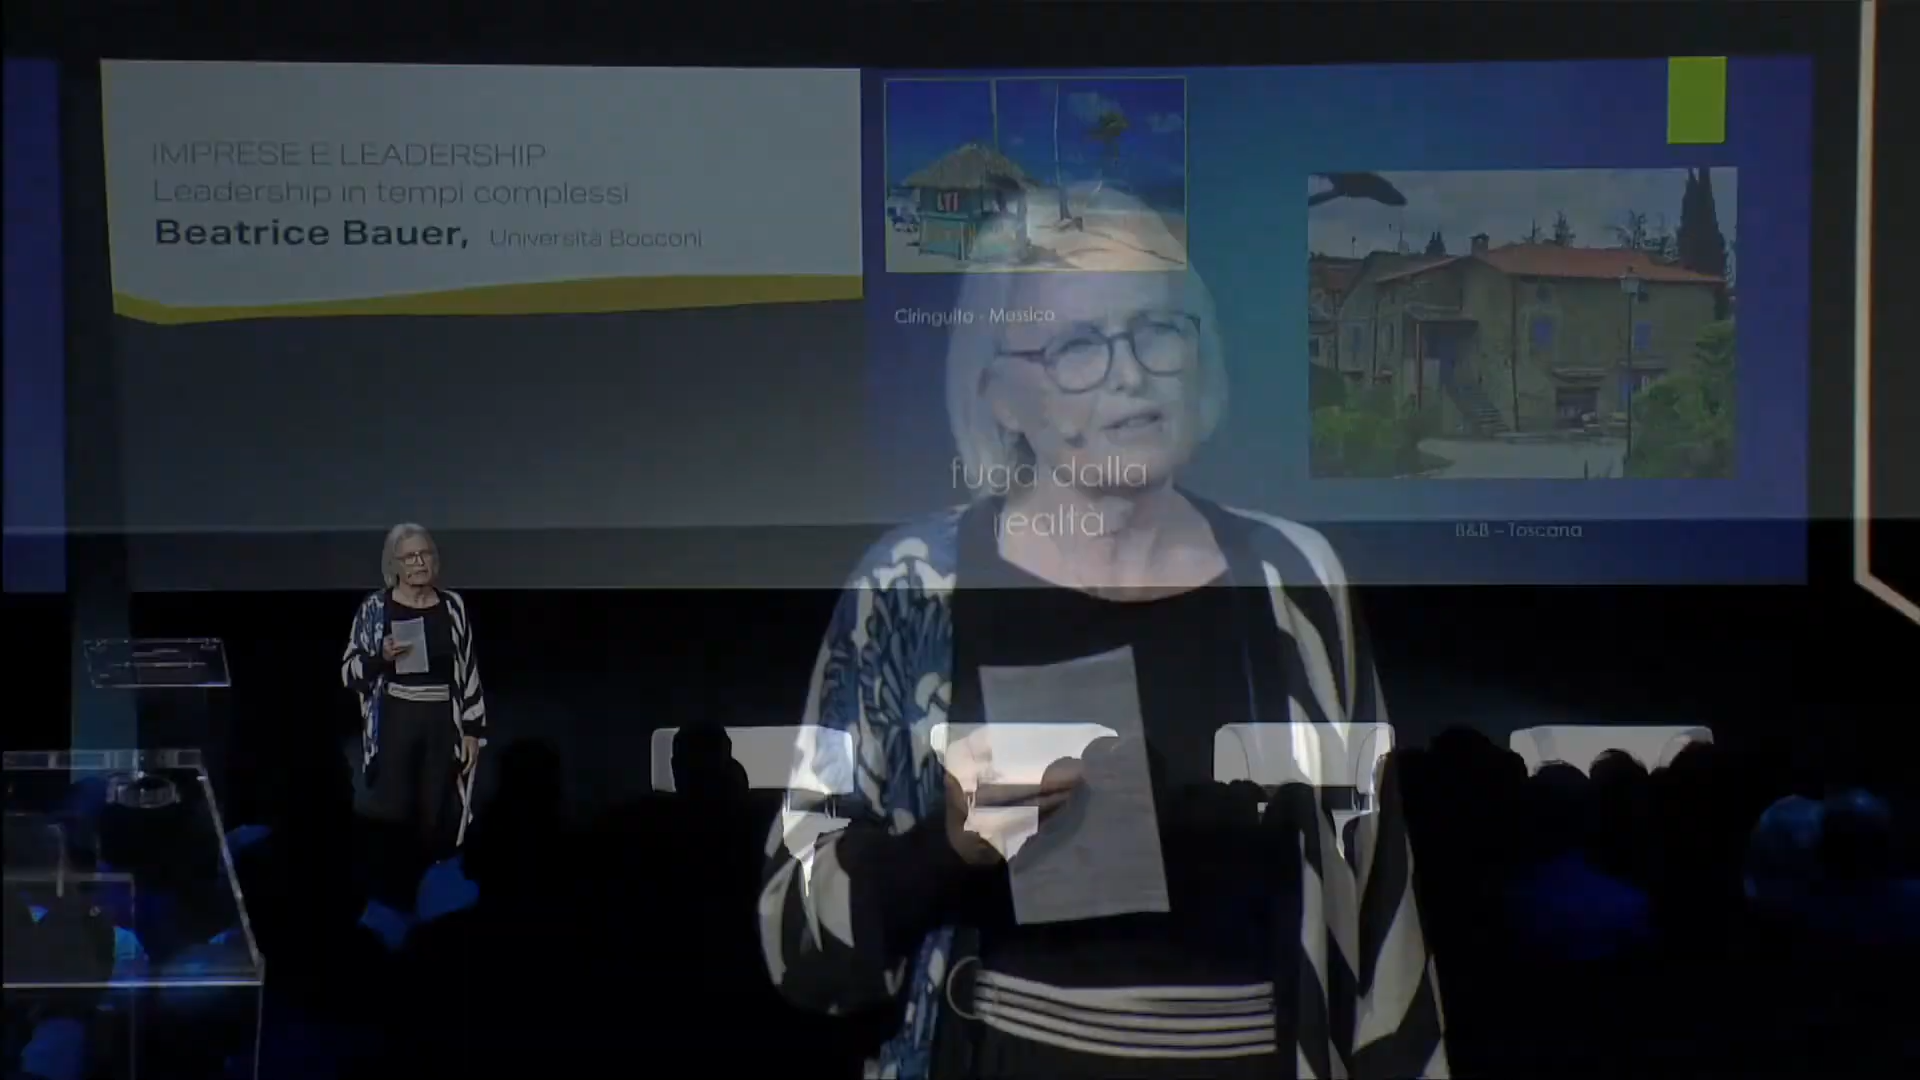 IMPRESE E LEADERSHIP
Leadership in tempi complessi
Beatrice Bauer, Università Bocconi
Ciringuito - Messico
fuga dalla
realtà
B&B – Toscana